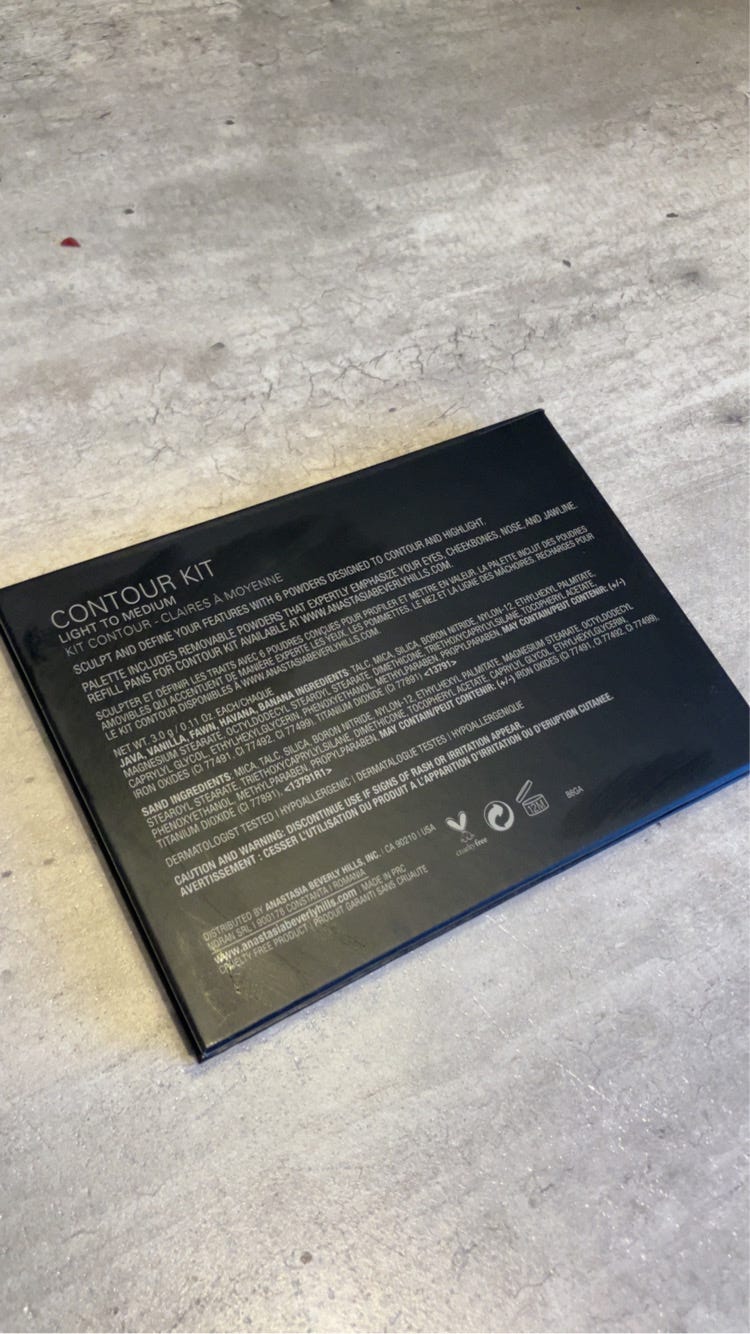 CONTOUR KIT
LIGHT TO MEDIUM
KIT CONTOUR - CLAIRES À MOYENNE
SCULPT AND DEFINE YOUR FEATURES WITH 6 POWDERS DESIGNED TO CONTOUR AND HIGHLIGHT.
PALETTE INCLUDES REMOVABLE POWDERS THAT EXPERTLY EMPHASIZE YOUR EYES, CHEEKBONES, NOSE, AND JAWLINE.
REFILL PANS FOR CONTOUR KIT AVAILABLE AT WWW.ANASTASIABEVERLYHILLS.COM.
SCULPTER ET DÉFINIR LES TRAITS AVEC 6 POUDRES CONÇUES POUR PROFILER ET METTRE EN VALEUR. LA PALETTE INCLUT DES POUDRES
AMOVIBLES QUI ACCENTUENT DE MANIÈRE EXPERTE LES YEUX, LES POMMETTES, LE NEZ ET LA LIGNE DES MÂCHOIRES. RECHARGES POUR
LE KIT CONTOUR DISPONIBLES À WWW.ANASTASIABEVERLYHILLS.COM.
NET WT. 3.0 g / 0.11 Oz. EACH/CHAQUE
JAVA, VANILLA, FAWN, HAVANA, BANANA INGREDIENTS: TALC, MICA, SILICA, BORON NITRIDE, NYLON-12, ETHYLHEXYL PALMITATE,
MAGNESIUM STEARATE, OCTYLDODECYL STEAROYL STEARATE, DIMETHICONE, TRIETHOXYCAPRYLYLSILANE, TOCOPHERYL ACETATE,
CAPRYLYL GLYCOL, ETHYLHEXYLGLYCERIN, PHENOXYETHANOL, METHYLPARABEN, PROPYLPARABEN. MAY CONTAIN/PEUT CONTENIR: (+/-)
IRON OXIDES (CI 77491, CI 77492, CI 77499), TITANIUM DIOXIDE (CI 77891). <13791>
SAND INGREDIENTS: MICA, TALC, SILICA, BORON NITRIDE, NYLON-12, ETHYLHEXYL PALMITATE, MAGNESIUM STEARATE, OCTYLDODECYL
STEAROYL STEARATE, TRIETHOXYCAPRYLYLSILANE, DIMETHICONE, TOCOPHERYL ACETATE, CAPRYLYL GLYCOL, ETHYLHEXYLGLYCERIN,
PHENOXYETHANOL, METHYLPARABEN, PROPYLPARABEN. MAY CONTAIN/PEUT CONTENIR: (+/-) IRON OXIDES (CI 77491, CI 77492, CI 77499),
TITANIUM DIOXIDE (CI 77891). <13791R1>
DERMATOLOGIST TESTED | HYPOALLERGENIC | DERMATOLOGUE TESTÉS | HYPOALLERGÉNIQUE
CAUTION AND WARNING: DISCONTINUE USE IF SIGNS OF RASH OR IRRITATION APPEAR.
AVERTISSEMENT : CESSER L'UTILISATION DU PRODUIT À L'APPARITION D'IRRITATION OU D'ERUPTION CUTANEE.
DISTRIBUTED BY ANASTASIA BEVERLY HILLS, INC. | CA 90210 | USA
NORAN SRL | 900178 CONSTANTA | ROMANIA
www.anastasiabeverlyhills.com . MADE IN PRC
CRUELTY FREE PRODUCT | PRODUIT GARANTI SANS CRUAUTE
crueltyfree
12M
B6GA